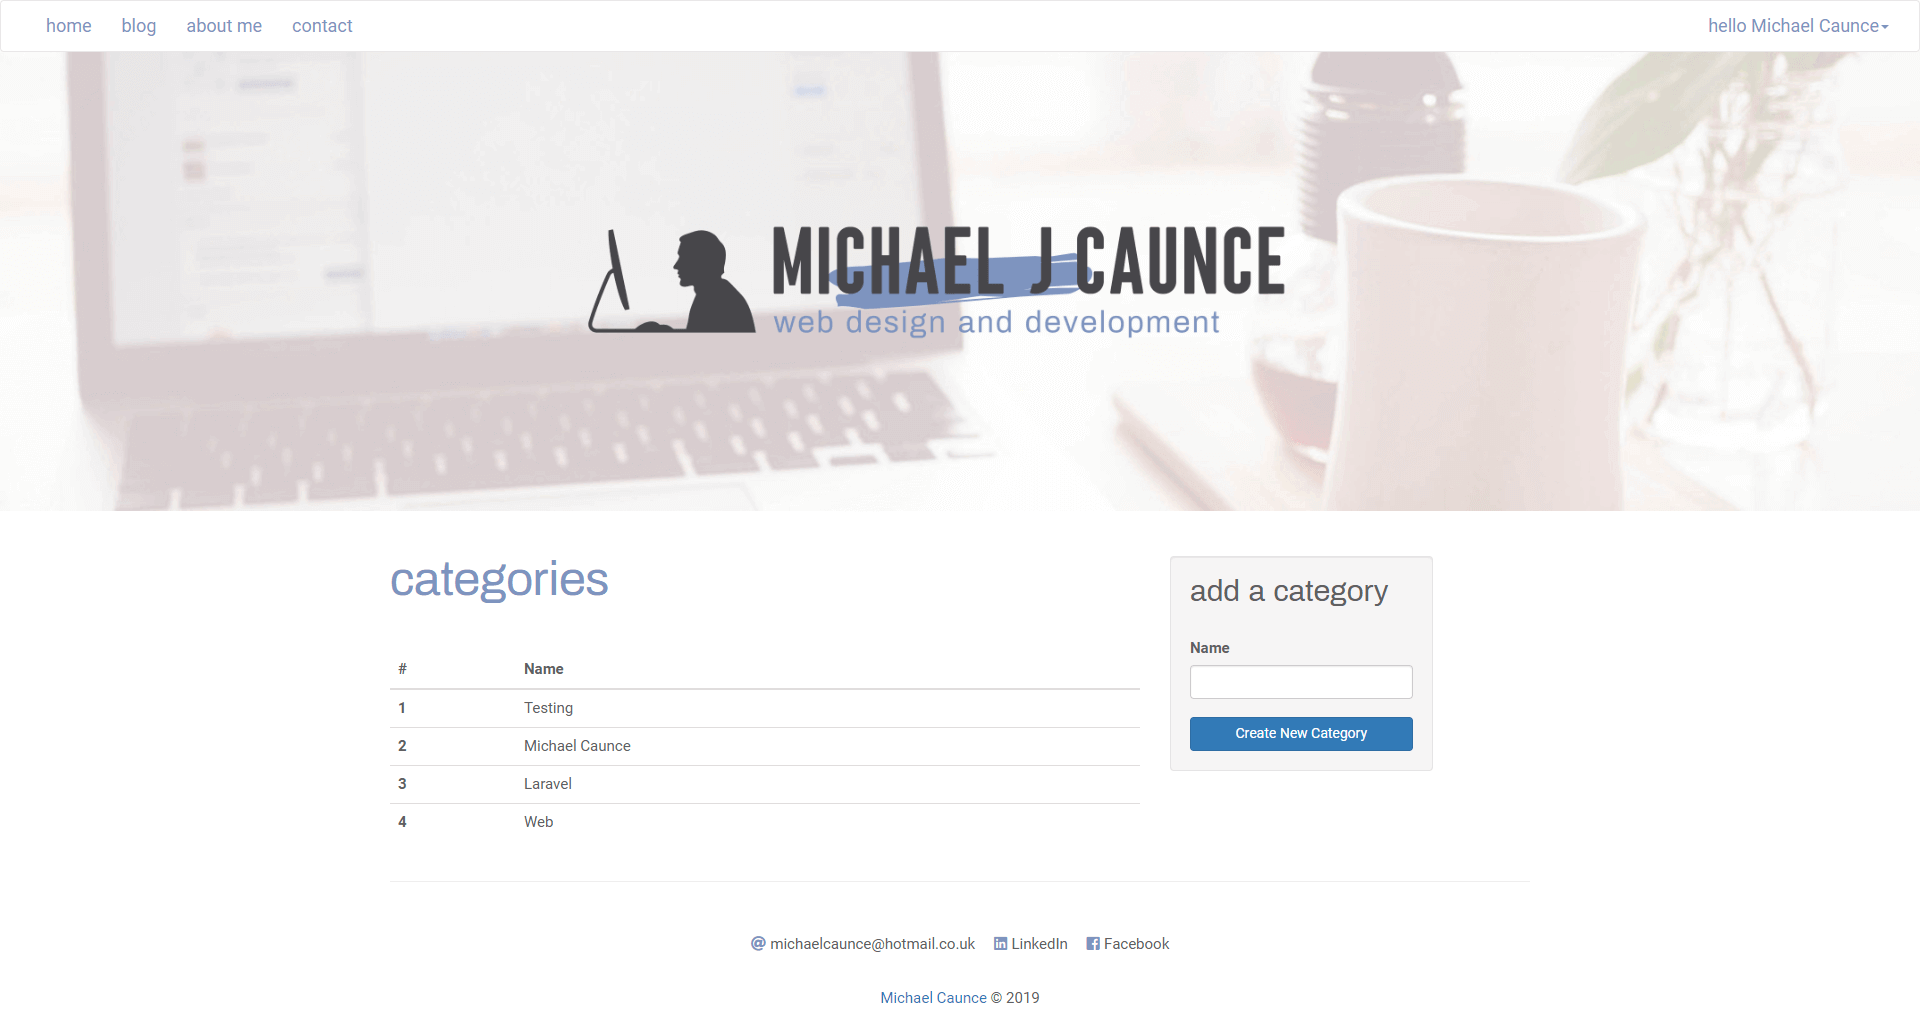 home blog about me contact hello Michael Caunce
MICHAEL J CAUNCE
web design and development
categories
# Name
1 Testing
2 Michael Caunce
3 Laravel
4 Web
add a category
Name
Create New Category
michaelcaunce@hotmail.co.uk LinkedIn Facebook
Michael Caunce © 2019